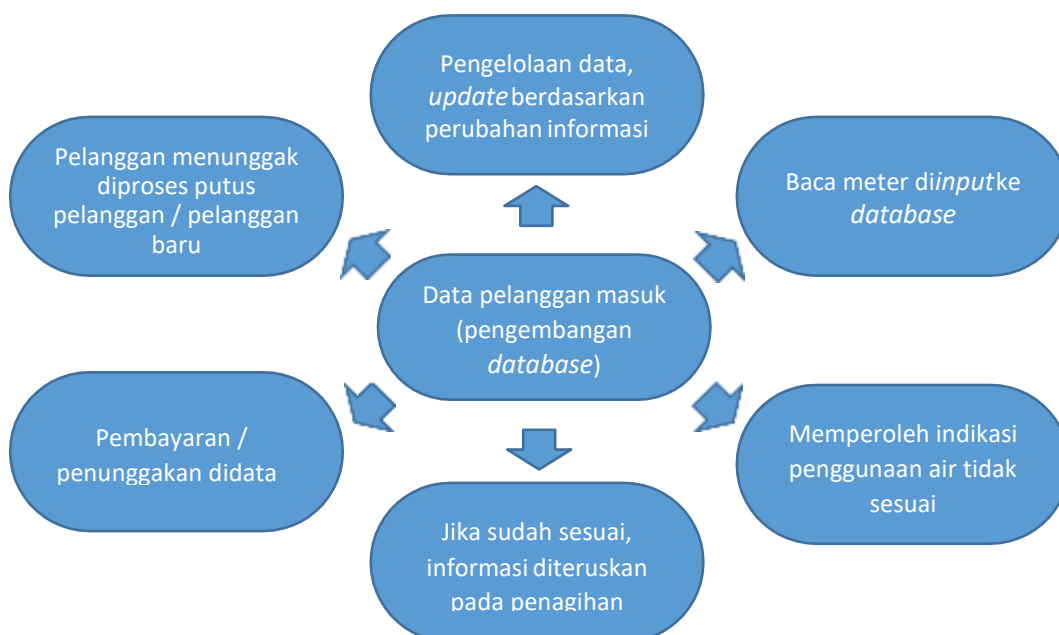 Pengelolaan data,
update berdasarkan
perubahan informasi
Pelanggan menunggak
diproses putus
pelanggan / pelanggan
baru
Baca meter diinput ke
database
Data pelanggan masuk
(pengembangan
database)
Pembayaran /
penunggakan didata
Memperoleh indikasi
penggunaan air tidak
sesuai
Jika sudah sesuai,
informasi diteruskan
pada penagihan